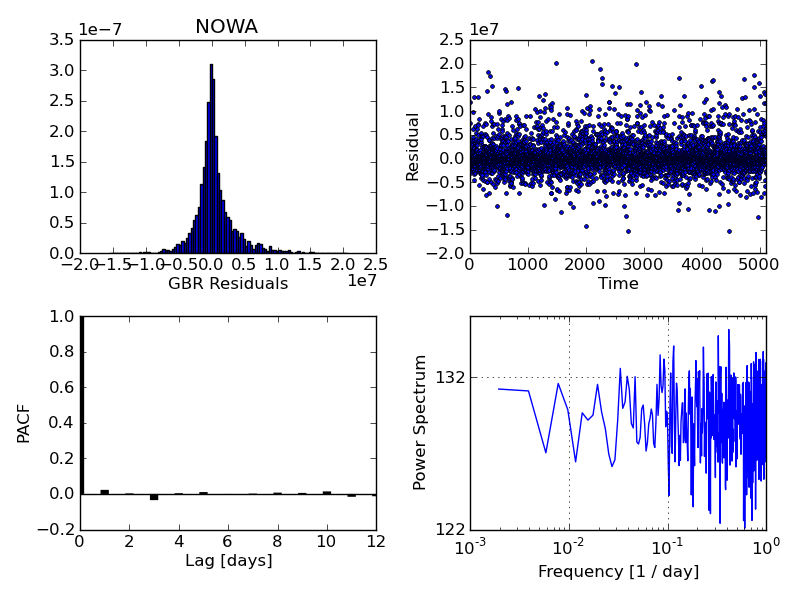 NOWA
1e−7
3.5
3.0
2.5
2.0
1.5
1.0
0.5
0.0
−2.0 −1.5 −1.0 −0.5 0.0 0.5 1.0 1.5 2.0 2.5
GBR Residuals
1e7
1e7
2.5
2.0
1.5
1.0
0.5
0.0
−0.5
−1.0
−1.5
−2.0
Residual
0 1000 2000 3000 4000 5000
Time
1.0
0.8
0.6
0.4
0.2
0.0
−0.2
PACF
0 2 4 6 8 10 12
Lag [days]
132
122
Power Spectrum
10^-3 10^-2 10^-1 10^0
Frequency [1 / day]